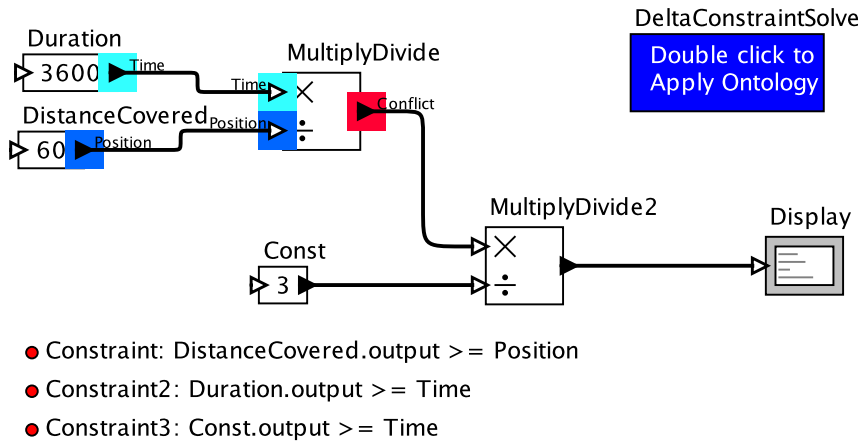 DeltaConstraintSolve
Double click to
Apply Ontology
Duration
3600
Time
MultiplyDivide
Time
×
Conflict
DistanceCovered
Position
÷
60
Position
MultiplyDivide2
×
÷
Display
Const
3
Constraint: DistanceCovered.output >= Position
Constraint2: Duration.output >= Time
Constraint3: Const.output >= Time